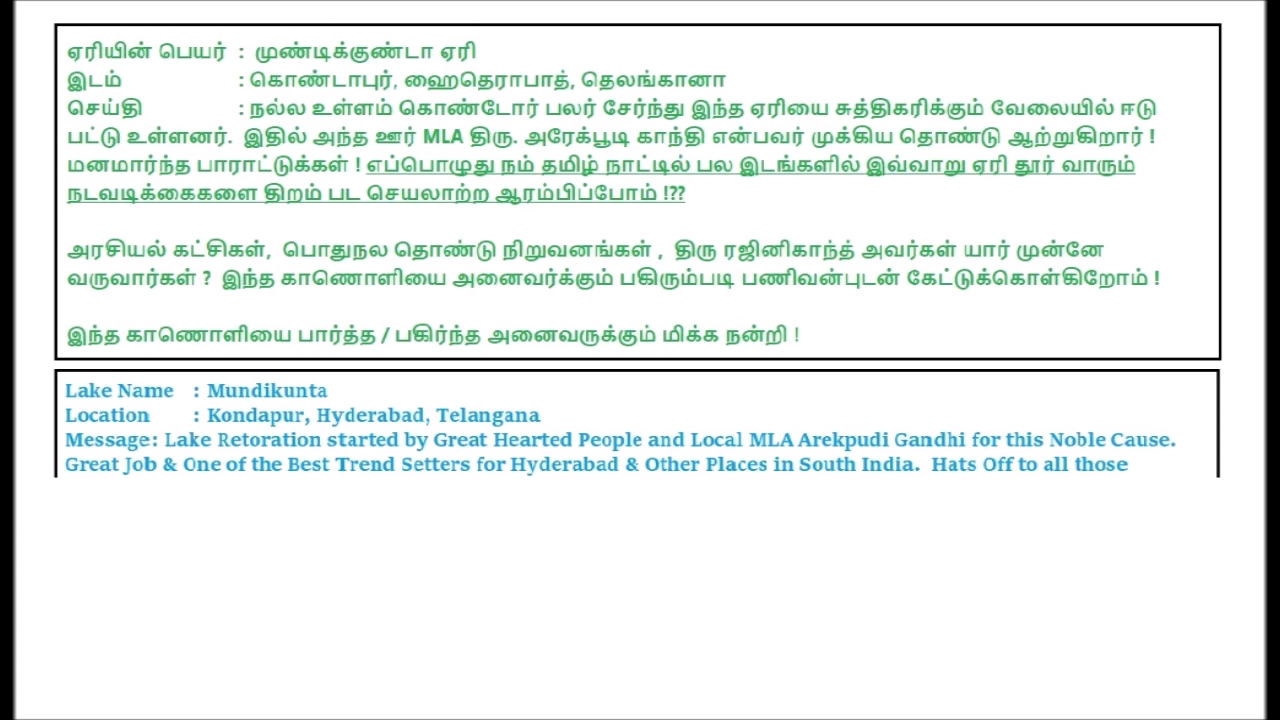 ஏரியின் பெயர் : முண்டிக்குண்டா ஏரி
இடம் : கொண்டாபுர், ஹைதெராபாத், தெலங்கானா
செய்தி : நல்ல உள்ளம் கொண்டோர் பலர் சேர்ந்து இந்த ஏரியை சுத்திகரிக்கும் வேலையில் ஈடு
பட்டு உள்ளனர். இதில் அந்த ஊர் MLA திரு. அரேக்பூடி காந்தி என்பவர் முக்கிய தொண்டு ஆற்றுகிறார் !
மனமார்ந்த பாராட்டுக்கள் ! எப்பொழுது நம் தமிழ் நாட்டில் பல இடங்களில் இவ்வாறு ஏரி தூர் வாரும்
நடவடிக்கைகளை திறம் பட செயலாற்ற ஆரம்பிப்போம் !??
அரசியல் கட்சிகள், பொதுநல தொண்டு நிறுவனங்கள் , திரு ரஜினிகாந்த் அவர்கள் யார் முன்னே
வருவார்கள் ? இந்த காணொளியை அனைவர்க்கும் பகிரும்படி பணிவன்புடன் கேட்டுக்கொள்கிறோம் !
இந்த காணொளியை பார்த்த / பகிர்ந்த அனைவருக்கும் மிக்க நன்றி !
Lake Name : Mundikunta
Location : Kondapur, Hyderabad, Telangana
Message: Lake Retoration started by Great Hearted People and Local MLA Arekpudi Gandhi for this Noble Cause.
Great Job & One of the Best Trend Setters for Hyderabad & Other Places in South India. Hats Off to all those